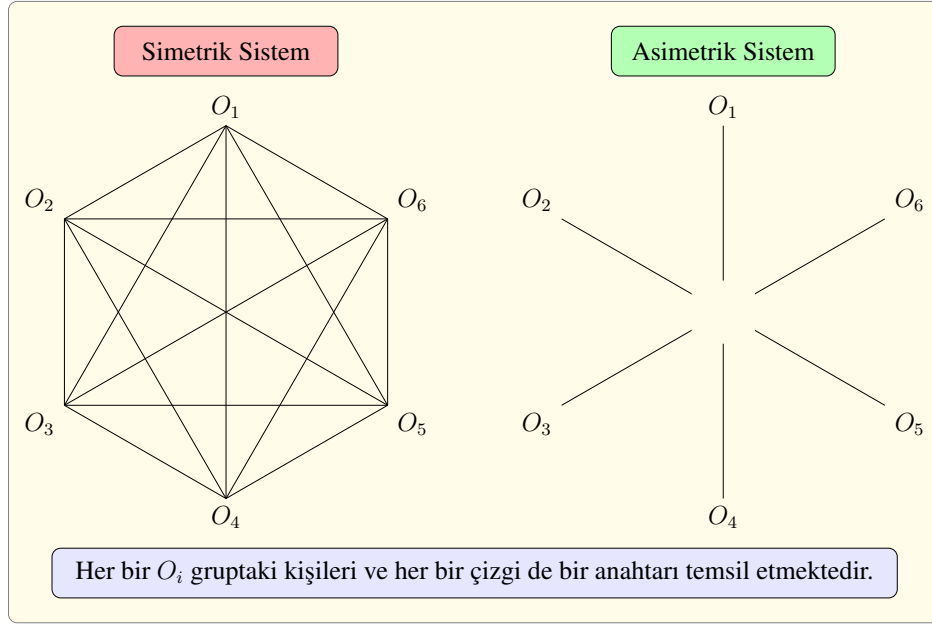 Simetrik Sistem
Asimetrik Sistem
O₁
O₂
O₆
O₃
O₅
O₄
O₁
O₂
O₆
O₃
O₅
O₄
Her bir Oᵢ gruptaki kişileri ve her bir çizgi de bir anahtarı temsil etmektedir.